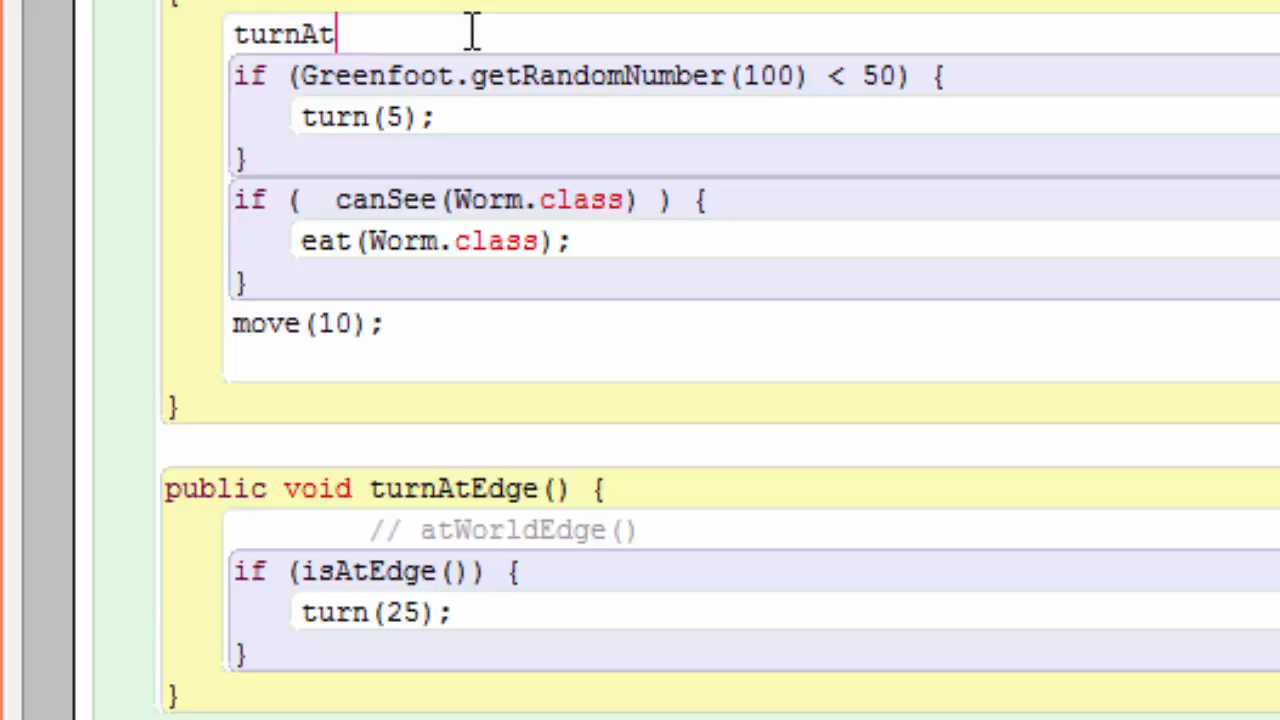 {
turnAt
if (Greenfoot.getRandomNumber(100) < 50) {
turn(5);
}
if (  canSee(Worm.class) ) {
eat(Worm.class);
}
move(10);
}
public void turnAtEdge() {
// atWorldEdge()
if (isAtEdge()) {
turn(25);
}
}